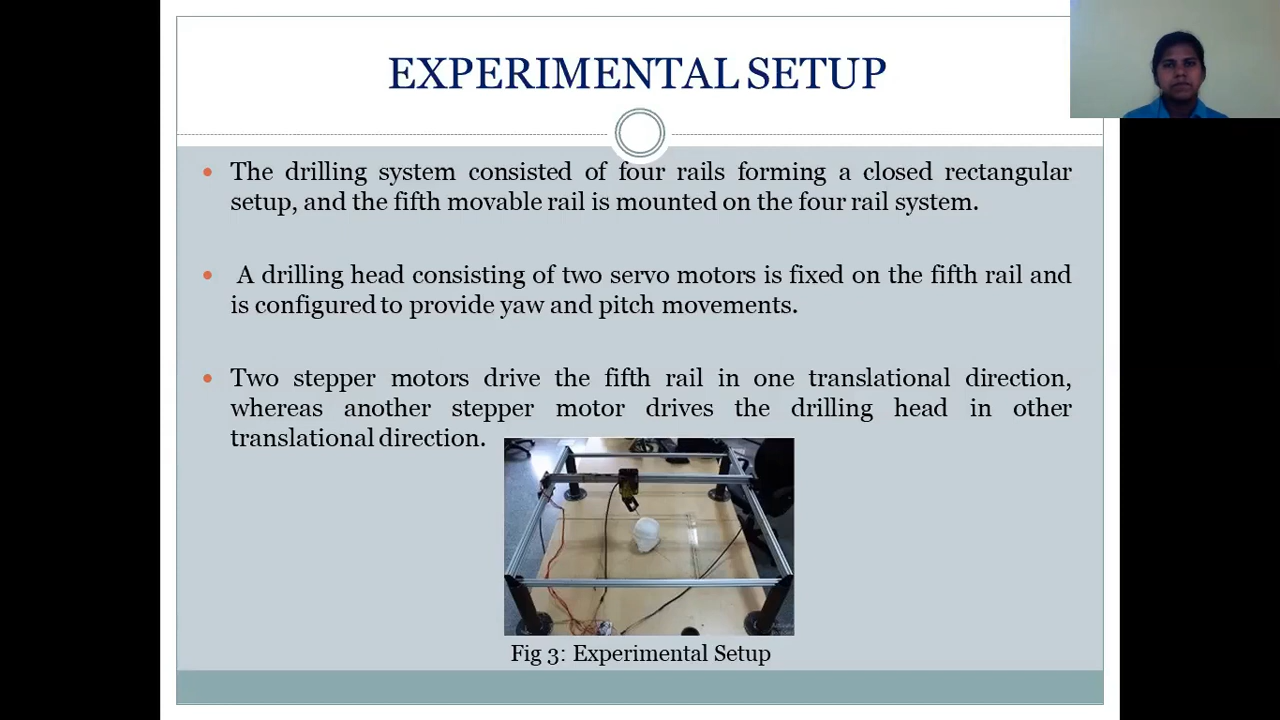 EXPERIMENTAL SETUP
The drilling system consisted of four rails forming a closed rectangular
setup, and the fifth movable rail is mounted on the four rail system.
A drilling head consisting of two servo motors is fixed on the fifth rail and
is configured to provide yaw and pitch movements.
Two stepper motors drive the fifth rail in one translational direction,
whereas another stepper motor drives the drilling head in other
translational direction.
Fig 3: Experimental Setup